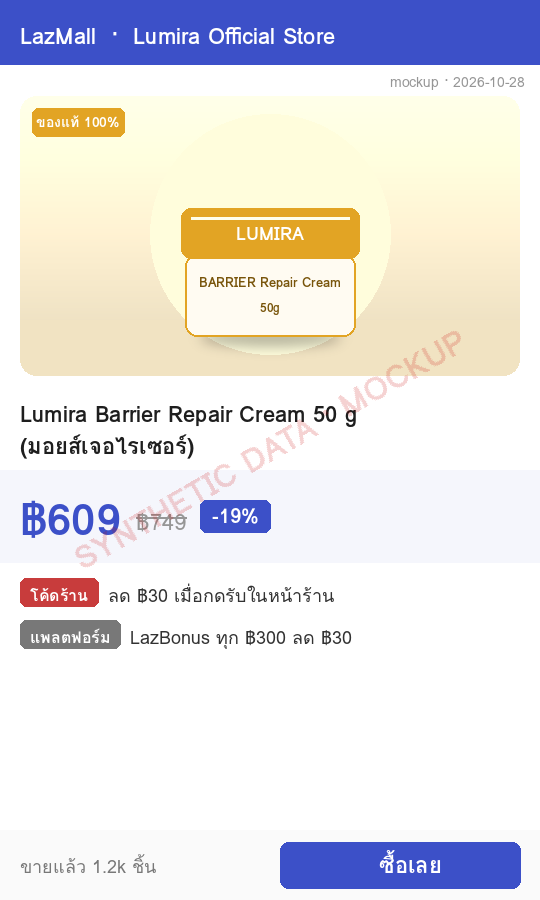 LazMall · Lumira Official Store
mockup · 2026-10-28
ของแท้ 100%
LUMIRA
BARRIER Repair Cream
50g
SYNTHETIC DATA · MOCKUP
Lumira Barrier Repair Cream 50 g
(มอยส์เจอไรเซอร์)
฿609 ฿749 -19%
โค้ดร้าน ลด ฿30 เมื่อกดรับในหน้าร้าน
แพลตฟอร์ม LazBonus ทุก ฿300 ลด ฿30
ขายแล้ว 1.2k ชิ้น ซื้อเลย